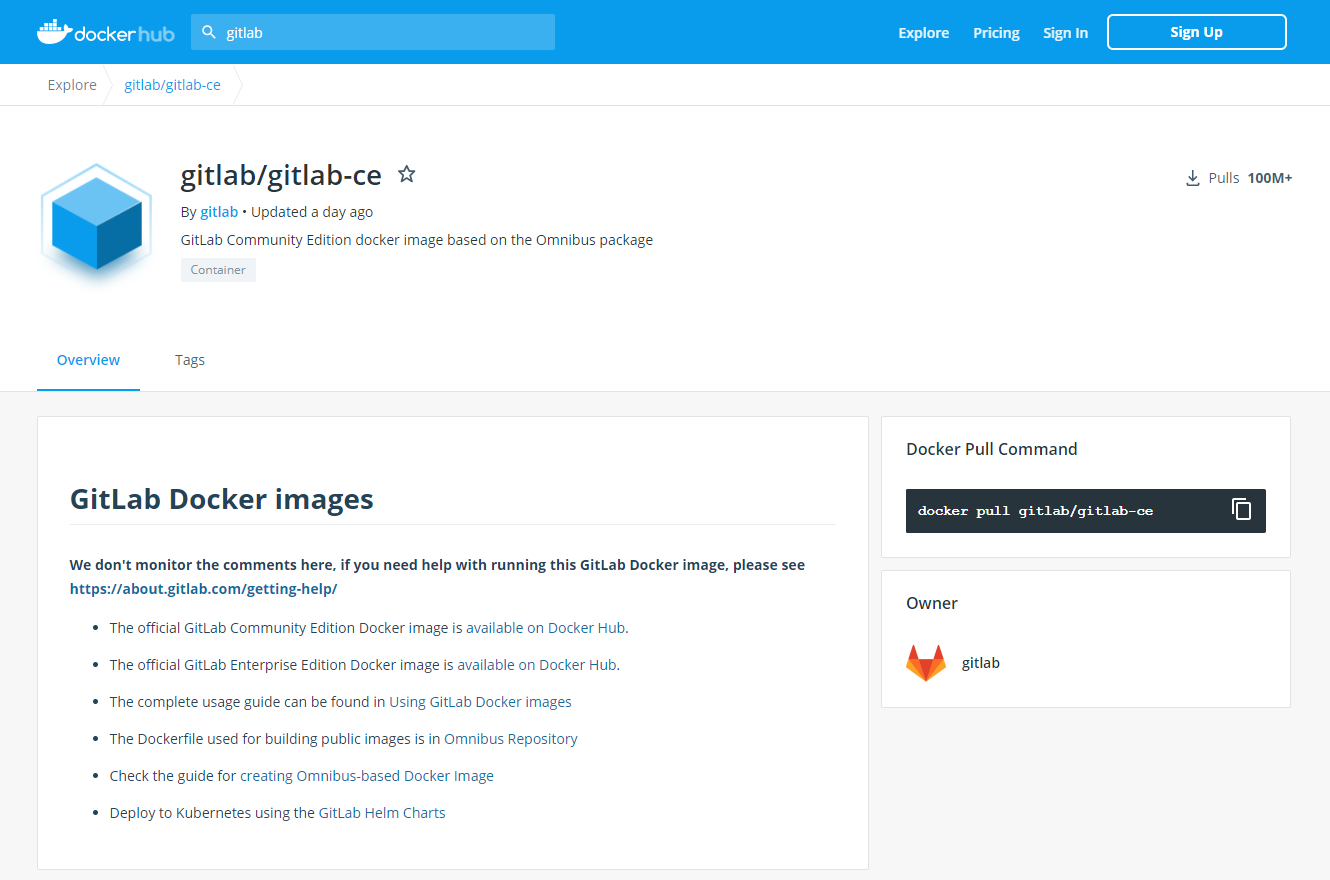 dockerhub
gitlab
Explore
Pricing
Sign In
Sign Up
Explore
gitlab/gitlab-ce
gitlab/gitlab-ce
Pulls 100M+
By gitlab • Updated a day ago
GitLab Community Edition docker image based on the Omnibus package
Container
Overview
Tags
GitLab Docker images
We don't monitor the comments here, if you need help with running this GitLab Docker image, please see
https://about.gitlab.com/getting-help/
• The official GitLab Community Edition Docker image is available on Docker Hub.
• The official GitLab Enterprise Edition Docker image is available on Docker Hub.
• The complete usage guide can be found in Using GitLab Docker images
• The Dockerfile used for building public images is in Omnibus Repository
• Check the guide for creating Omnibus-based Docker Image
• Deploy to Kubernetes using the GitLab Helm Charts
Docker Pull Command
docker pull gitlab/gitlab-ce
Owner
gitlab